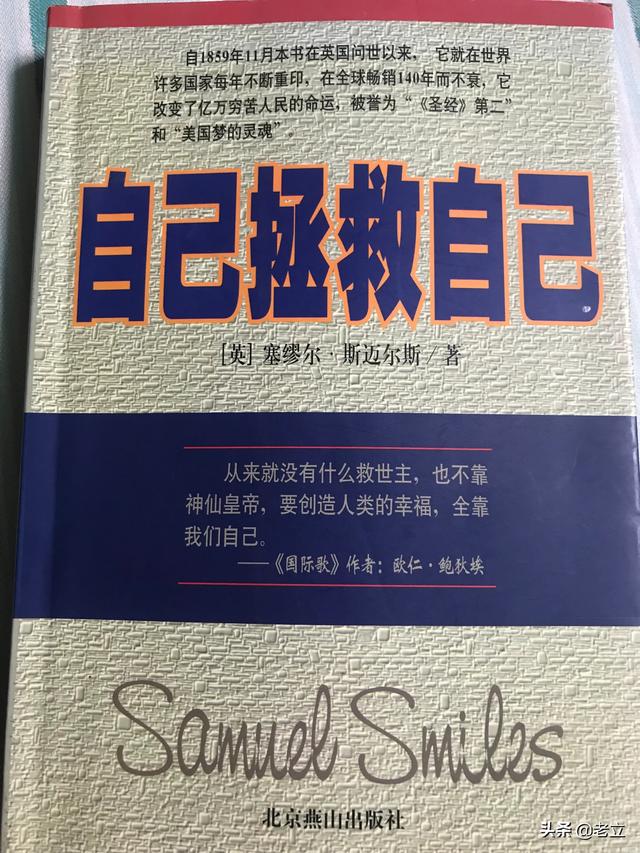 自1859年11月本书在英国问世以来，它就在世界
许多国家每年不断重印，在全球畅销140年而不衰，它
改变了亿万穷苦人民的命运，被誉为“《圣经》第二”
和“美国梦的灵魂”。
自己拯救自己
[英] 塞缪尔·斯迈尔斯／著
从来就没有什么救世主，也不靠
神仙皇帝，要创造人类的幸福，全靠
我们自己。
——《国际歌》作者：欧仁·鲍狄埃
Samuel Smiles
北京燕山出版社
头条 @老立